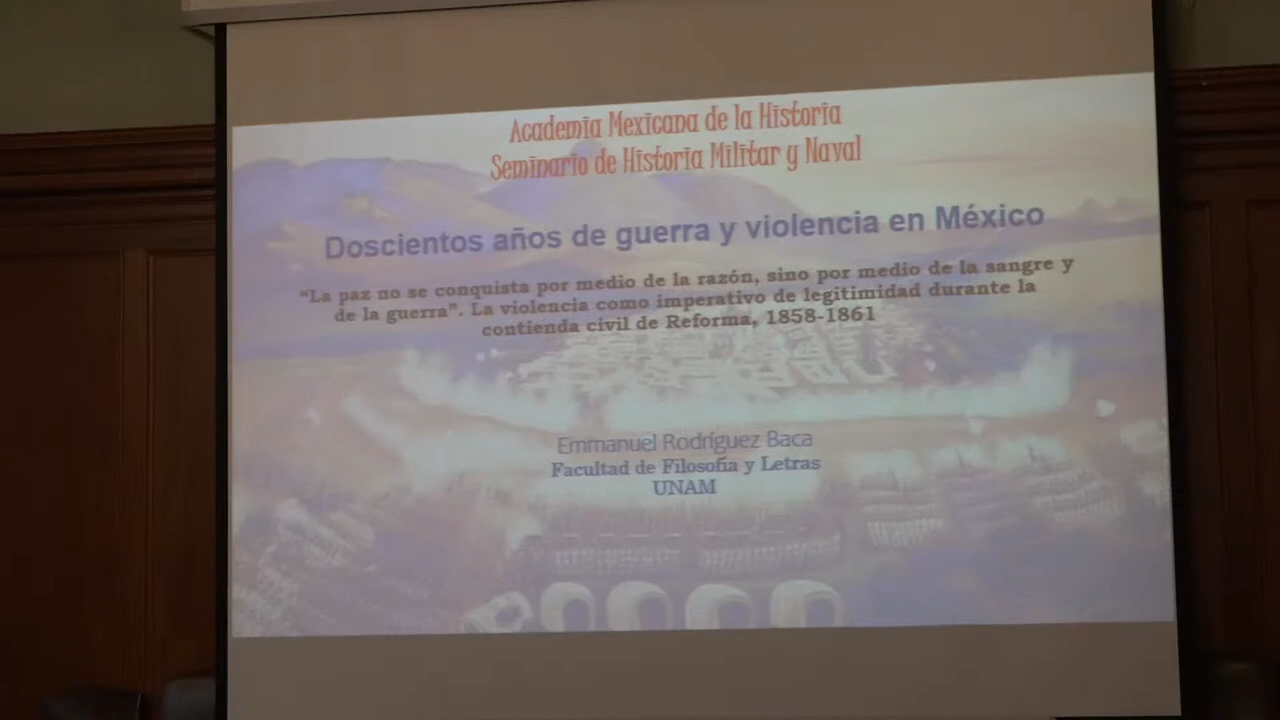 Academia Mexicana de la Historia
Seminario de Historia Militar y Naval
Doscientos años de guerra y violencia en México
“La paz no se conquista por medio de la razón, sino por medio de la sangre y
de la guerra”. La violencia como imperativo de legitimidad durante la
contienda civil de Reforma, 1858-1861
Emmanuel Rodríguez Baca
Facultad de Filosofía y Letras
UNAM